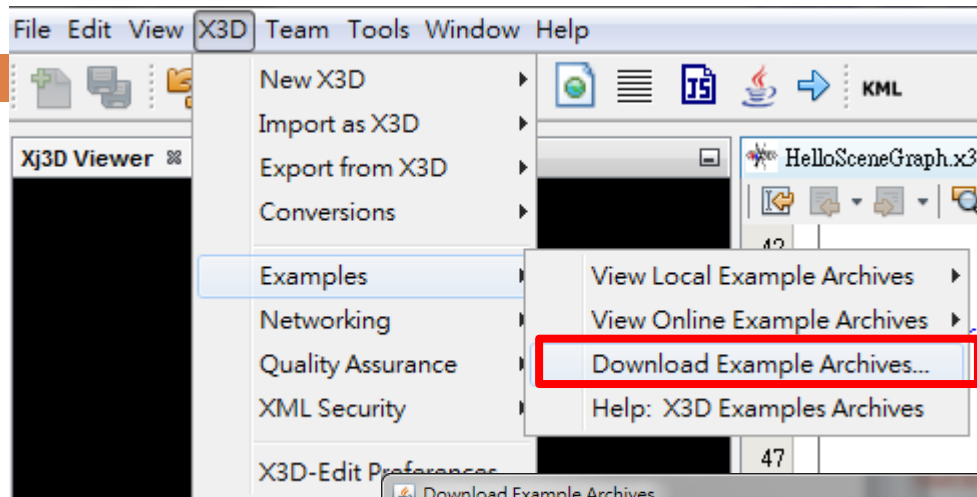 File Edit View X3D Team Tools Window Help
JS KML
New X3D
Import as X3D
Export from X3D
Conversions
Examples
Networking
Quality Assurance
XML Security
X3D-Edit Preferences
Xj3D Viewer
HelloSceneGraph.x3
View Local Example Archives
View Online Example Archives
Download Example Archives...
Help: X3D Examples Archives
42
47
Download Example Archives